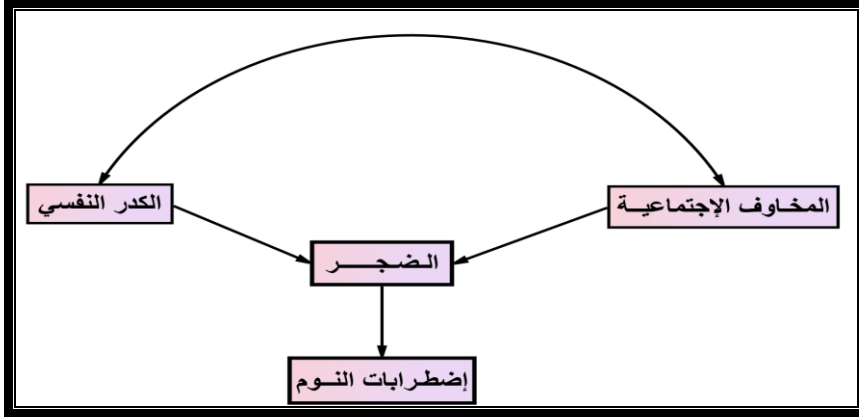 المخاوف الإجتماعية
الكدر النفسي
الضجر
إضطرابات النوم